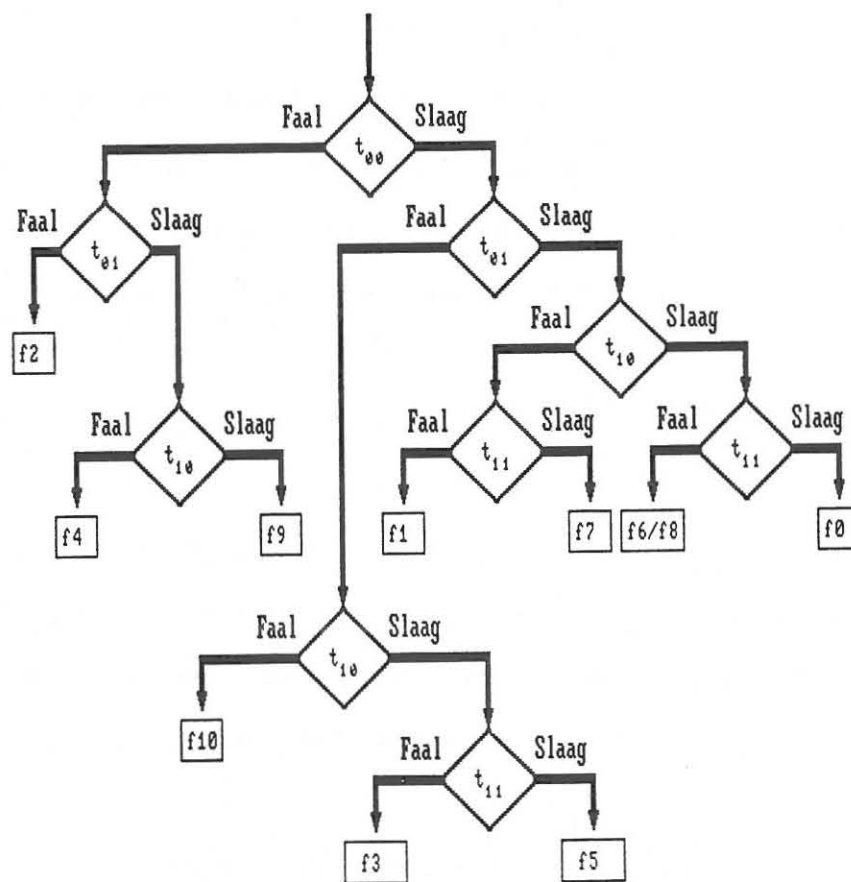 Faal Slaag
t00
Faal Slaag Faal Slaag
t01 t01
Faal Slaag
f2 t10
Faal Slaag Faal Slaag Faal Slaag
t10 t11 t11
f4 f9 f1 f7 f6/f8 f0
Faal Slaag
t10
f10
Faal Slaag
t11
f3 f5